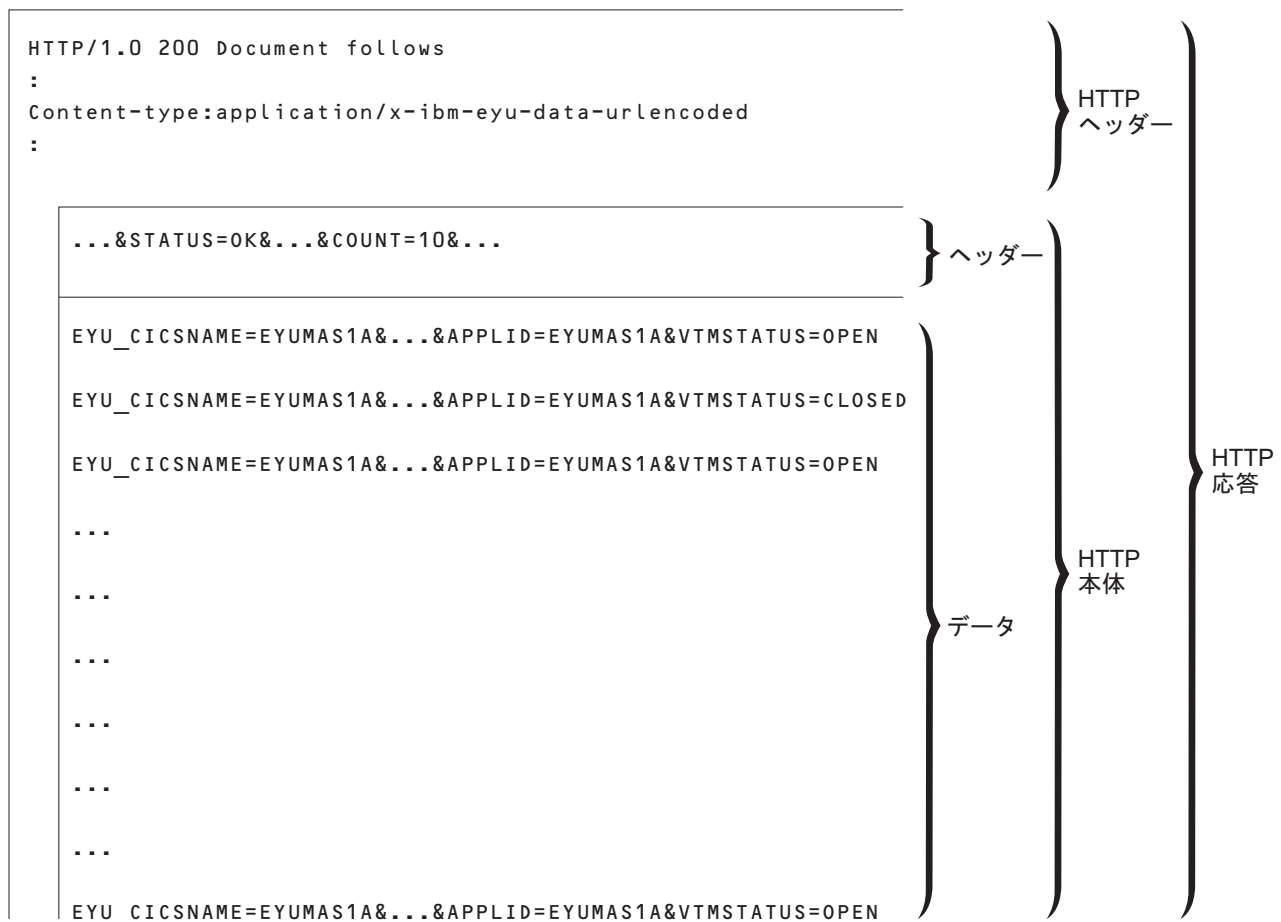 HTTP/1.0 200 Document follows
:
Content-type:application/x-ibm-eyu-data-urlencoded
:
HTTP
ヘッダー
...&STATUS=OK&...&COUNT=10&...
ヘッダー
EYU_CICSNAME=EYUMAS1A&...&APPLID=EYUMAS1A&VTMSTATUS=OPEN
EYU_CICSNAME=EYUMAS1A&...&APPLID=EYUMAS1A&VTMSTATUS=CLOSED
EYU_CICSNAME=EYUMAS1A&...&APPLID=EYUMAS1A&VTMSTATUS=OPEN
...
...
...
...
...
...
EYU_CICSNAME=EYUMAS1A&...&APPLID=EYUMAS1A&VTMSTATUS=OPEN
データ
HTTP
本体
HTTP
応答